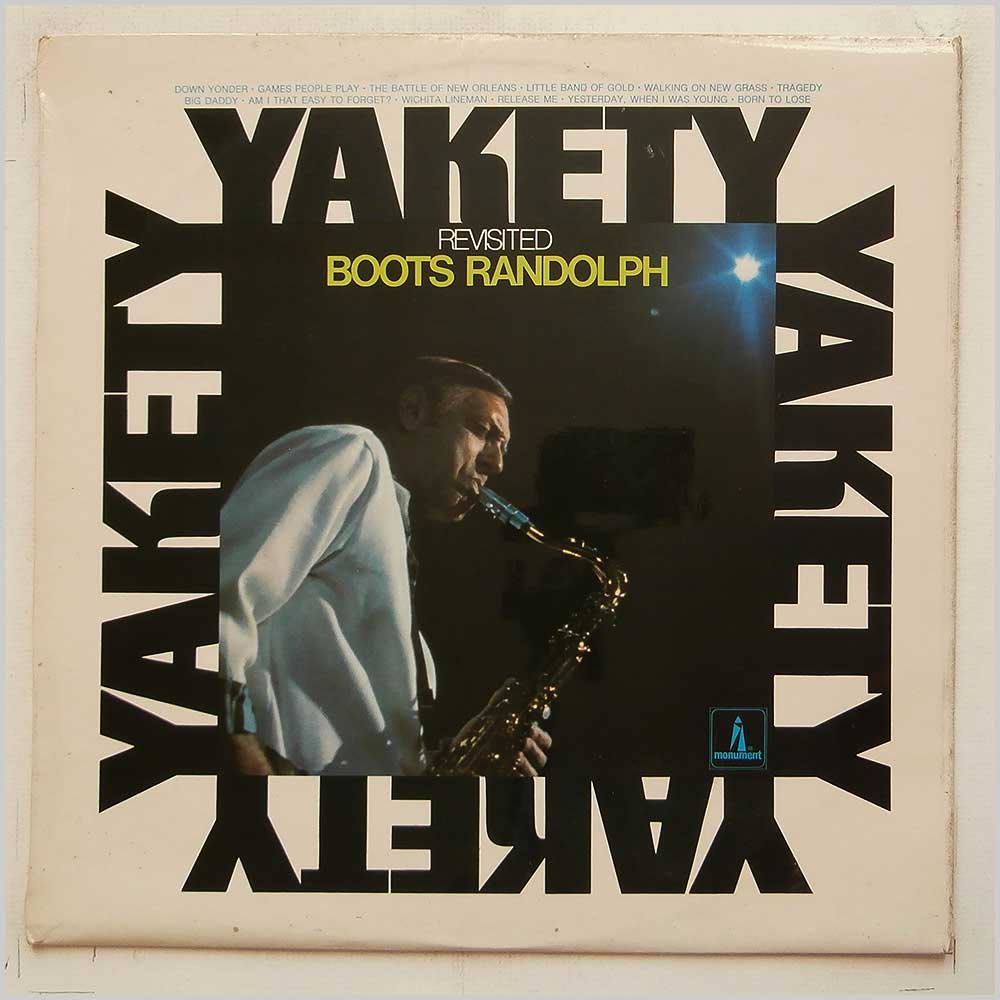 DOWN YONDER · GAMES PEOPLE PLAY · THE BATTLE OF NEW ORLEANS · LITTLE BAND OF GOLD · WALKING ON NEW GRASS · TRAGEDY
BIG DADDY · AM I THAT EASY TO FORGET? · WICHITA LINEMAN · RELEASE ME · YESTERDAY, WHEN I WAS YOUNG · BORN TO LOSE
YAKETY
REVISITED
BOOTS RANDOLPH
YAKETY
YAKETY
monument
YAKETY